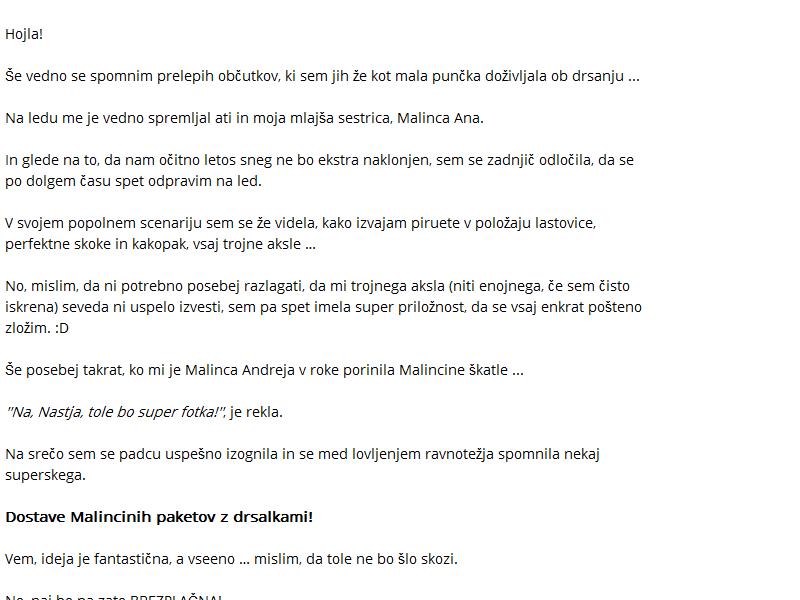 Hojla!
Še vedno se spomnim prelepih občutkov, ki sem jih že kot mala punčka doživljala ob drsanju ...
Na ledu me je vedno spremljal ati in moja mlajša sestrica, Malinca Ana.
In glede na to, da nam očitno letos sneg ne bo ekstra naklonjen, sem se zadnjič odločila, da se
po dolgem času spet odpravim na led.
V svojem popolnem scenariju sem se že videla, kako izvajam piruete v položaju lastovice,
perfektne skoke in kakopak, vsaj trojne aksle ...
No, mislim, da ni potrebno posebej razlagati, da mi trojnega aksla (niti enojnega, če sem čisto
iskrena) seveda ni uspelo izvesti, sem pa spet imela super priložnost, da se vsaj enkrat pošteno
zložim. :D
Še posebej takrat, ko mi je Malinca Andreja v roke porinila Malincine škatle ...
"Na, Nastja, tole bo super fotka!", je rekla.
Na srečo sem se padcu uspešno izognila in se med lovljenjem ravnotežja spomnila nekaj
superskega.
Dostave Malincinih paketov z drsalkami!
Vem, ideja je fantastična, a vseeno ... mislim, da tole ne bo šlo skozi.
No, naj bo pa zato BREZPLAČNA!